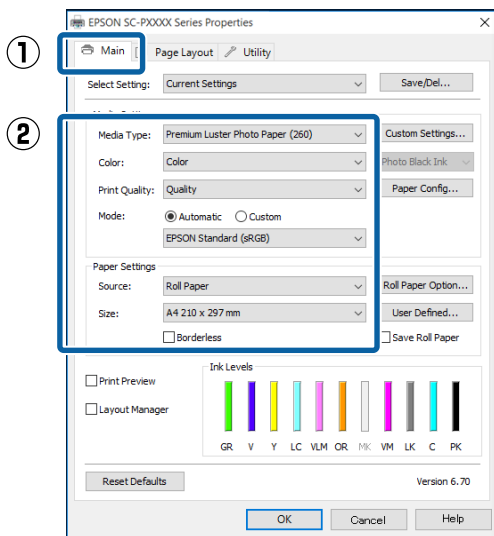 EPSON SC-PXXXX Series Properties
①
Main Page Layout Utility
Select Setting: Current Settings Save/Del...
②
Media Type: Premium Luster Photo Paper (260) Custom Settings...
Color: Color Photo Black Ink
Print Quality: Quality Paper Config...
Mode: Automatic Custom
EPSON Standard (sRGB)
Paper Settings
Source: Roll Paper Roll Paper Option...
Size: A4 210 x 297 mm User Defined...
Borderless Save Roll Paper
Ink Levels
Print Preview
Layout Manager
GR V Y LC VLM OR MK VM LK C PK
Reset Defaults Version 6.70
OK Cancel Help